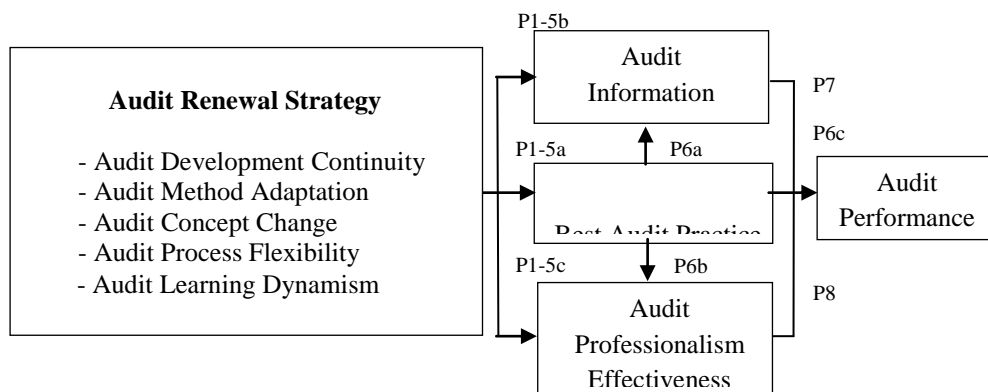 P1-5b
Audit
Information
P7
Audit Renewal Strategy
- Audit Development Continuity
- Audit Method Adaptation
- Audit Concept Change
- Audit Process Flexibility
- Audit Learning Dynamism
P1-5a
P6a
P6c
Best Audit Practice
Audit
Performance
P1-5c
P6b
P8
Audit
Professionalism
Effectiveness